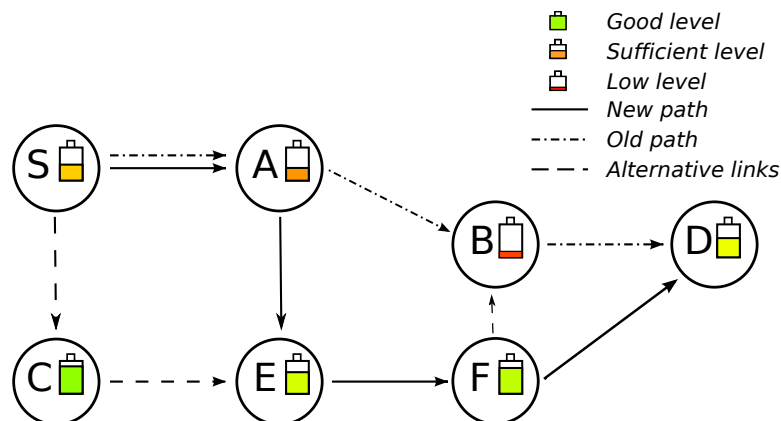 Good level
Sufficient level
Low level
New path
Old path
Alternative links
S
A
B
D
C
E
F